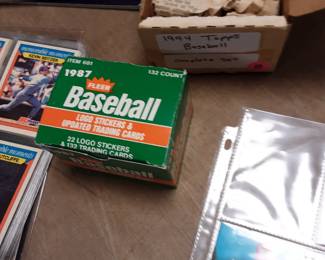 1994 Topps
Baseball
Complete Set
ITEM 601
132 COUNT
1987
FLEER
Baseball
LOGO STICKERS &
UPDATED TRADING CARDS
22 LOGO STICKERS
& 132 TRADING CARDS